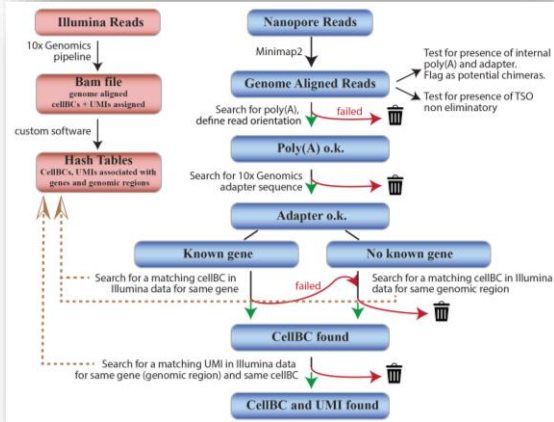 Illumina Reads
10x Genomics
pipeline
Bam file
genome aligned
cellBCs + UMIs assigned
custom software
Hash Tables
CellBCs, UMIs associated with
genes and genomic regions
Nanopore Reads
Minimap2
Genome Aligned Reads
Test for presence of internal
poly(A) and adapter.
Flag as potential chimeras.
Test for presence of TSO
non eliminatory
Search for poly(A),
define read orientation
failed
Poly(A) o.k.
Search for 10x Genomics
adapter sequence
Adapter o.k.
Known gene
No known gene
Search for a matching cellBC in
Illumina data for same gene
failed
Search for a matching cellBC in Illumina
data for same genomic region
CellBC found
Search for a matching UMI in Illumina data
for same gene (genomic region) and same cellBC
CellBC and UMI found